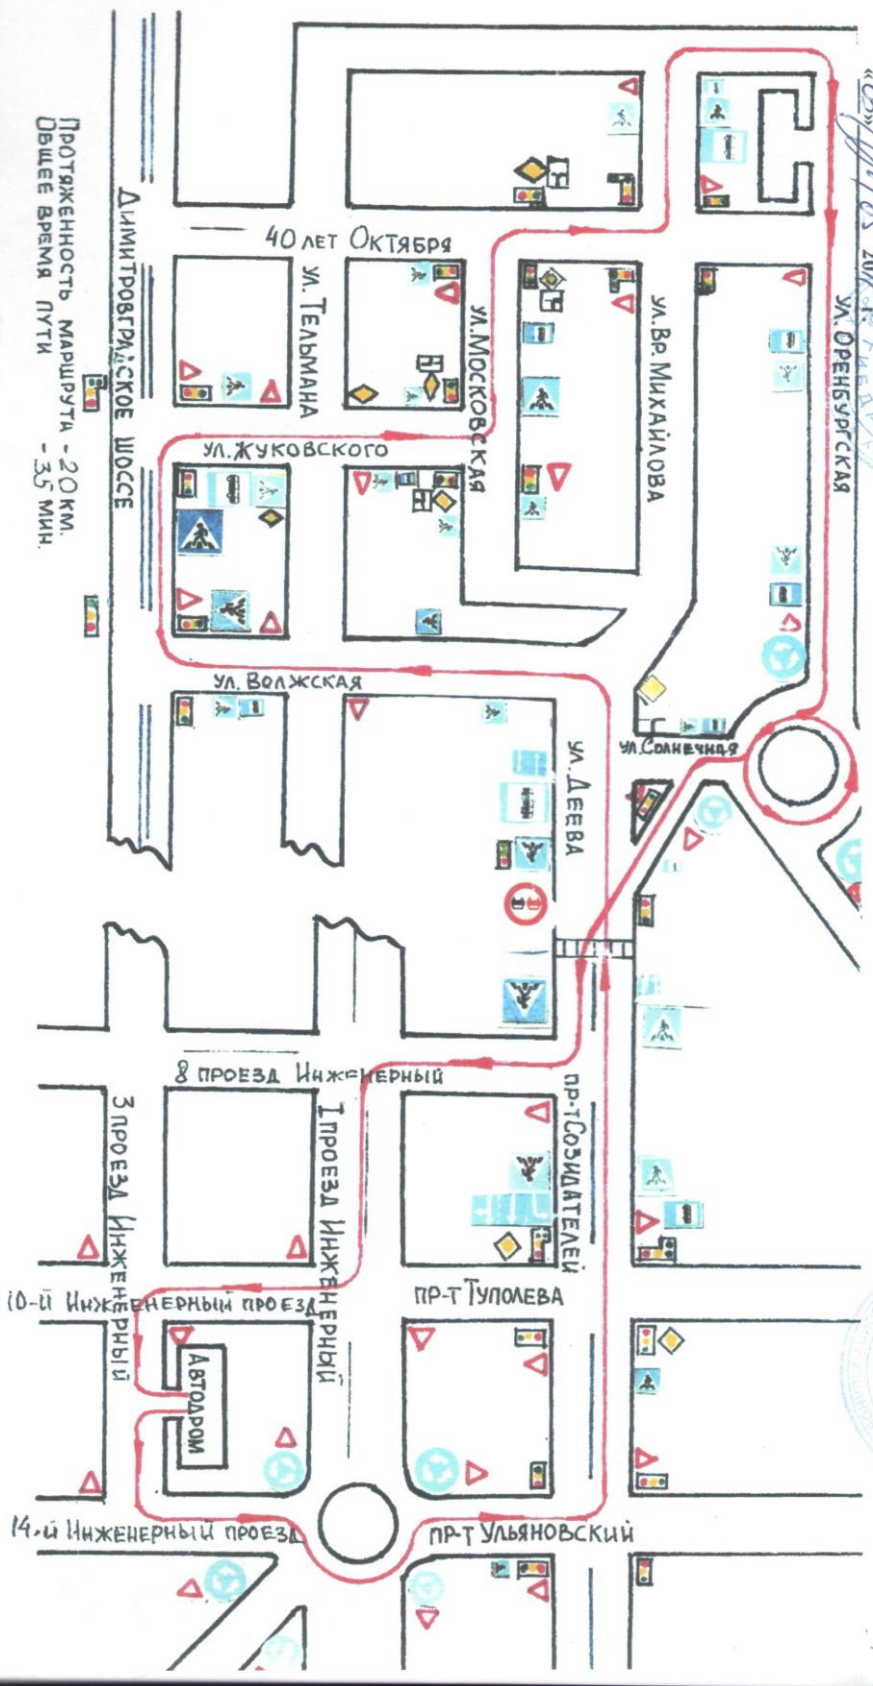 ул. Оренбургская
40 лет Октября
ул. Тельмана
ул. Московская
ул. Вр. Михайлова
ул. Жуковского
Димитровградское шоссе
Протяженность маршрута - 20 км.
Общее время пути - 35 мин.
ул. Волжская
ул. Солнечная
ул. Деева
8 проезд Инженерный
пр-т Созидателей
3 проезд Инженерный
1 проезд Инженерный
10-й Инженерный проезд
пр-т Туполева
Автодром
14-й Инженерный проезд
пр-т Ульяновский